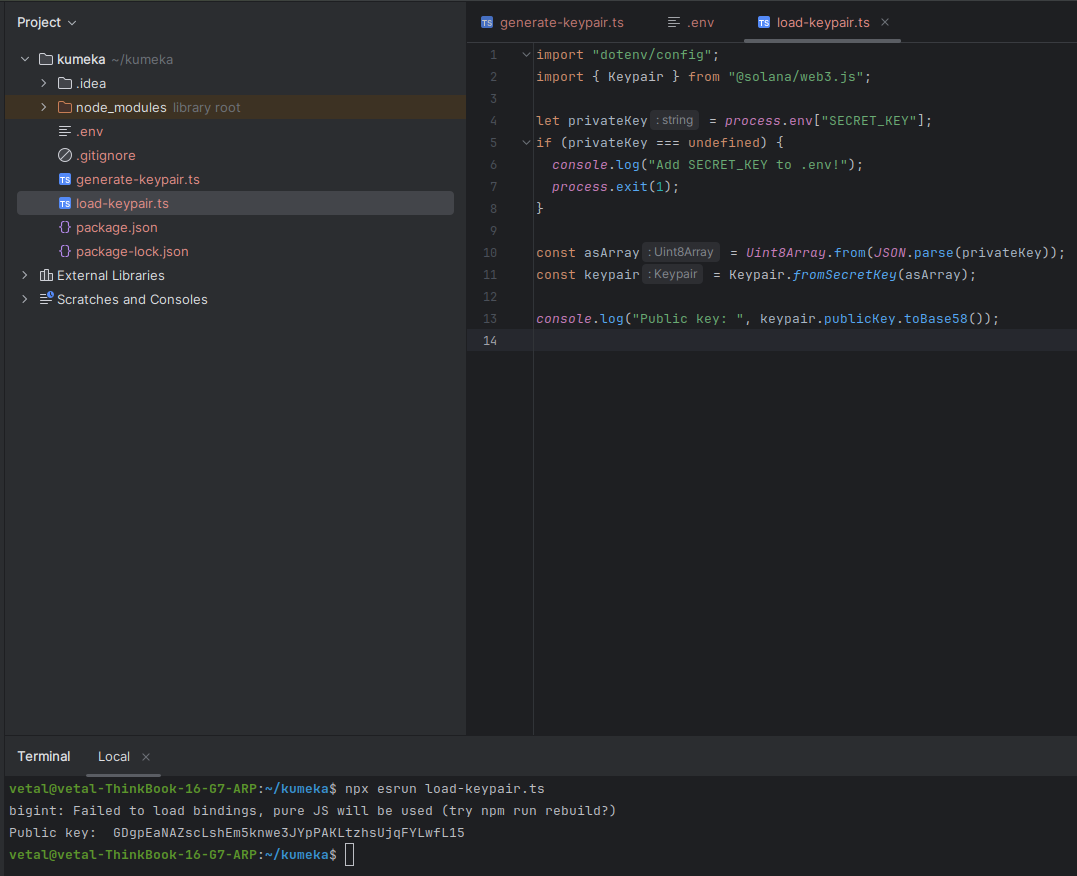 Project
kumeka ~/kumeka
.idea
node_modules library root
.env
.gitignore
generate-keypair.ts
load-keypair.ts
package.json
package-lock.json
External Libraries
Scratches and Consoles
generate-keypair.ts .env load-keypair.ts
1 import "dotenv/config";
2 import { Keypair } from "@solana/web3.js";
3
4 let privateKey : string = process.env["SECRET_KEY"];
5 if (privateKey === undefined) {
6 console.log("Add SECRET_KEY to .env!");
7 process.exit(1);
8 }
9
10 const asArray : Uint8Array = Uint8Array.from(JSON.parse(privateKey));
11 const keypair : Keypair = Keypair.fromSecretKey(asArray);
12
13 console.log("Public key: ", keypair.publicKey.toBase58());
14
Terminal Local
vetal@vetal-ThinkBook-16-G7-ARP:~/kumeka$ npx esrun load-keypair.ts
bigint: Failed to load bindings, pure JS will be used (try npm run rebuild?)
Public key:  GDgpEaNAZscLshEm5knwe3JYpPAKLtzhsUjqFYLwfL15
vetal@vetal-ThinkBook-16-G7-ARP:~/kumeka$